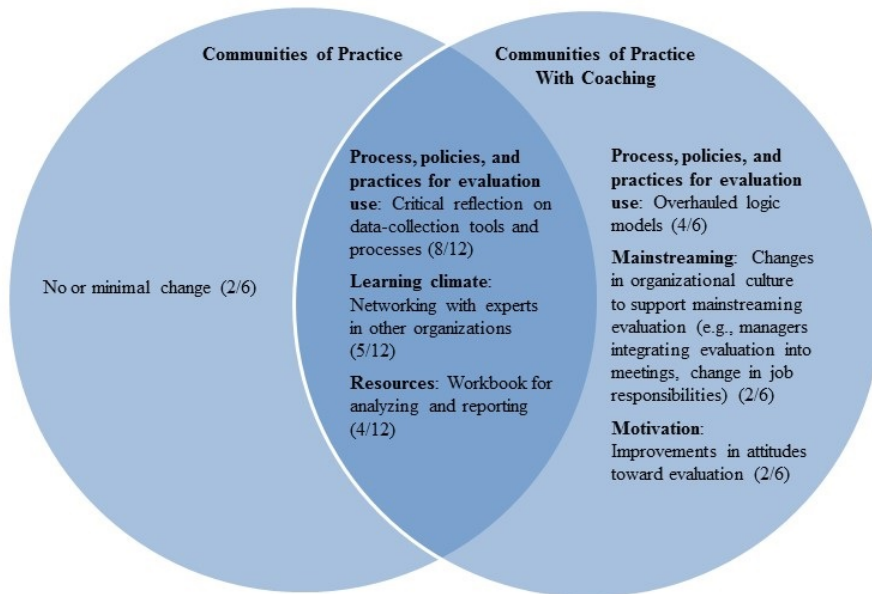 Communities of Practice
Communities of Practice
With Coaching
No or minimal change (2/6)
Process, policies, and
practices for evaluation
use: Critical reflection on
data-collection tools and
processes (8/12)
Learning climate:
Networking with experts
in other organizations
(5/12)
Resources: Workbook for
analyzing and reporting
(4/12)
Process, policies, and
practices for evaluation
use: Overhauled logic
models (4/6)
Mainstreaming: Changes
in organizational culture
to support mainstreaming
evaluation (e.g., managers
integrating evaluation into
meetings, change in job
responsibilities) (2/6)
Motivation:
Improvements in attitudes
toward evaluation (2/6)